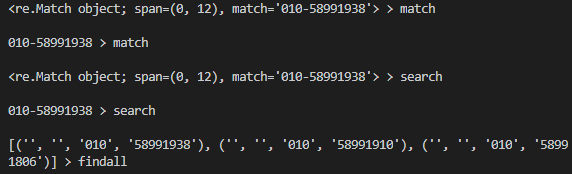 <re.Match object; span=(0, 12), match='010-58991938'> > match
010-58991938 > match
<re.Match object; span=(0, 12), match='010-58991938'> > search
010-58991938 > search
[('', '', '010', '58991938'), ('', '', '010', '58991910'), ('', '', '010', '5899
1806')] > findall